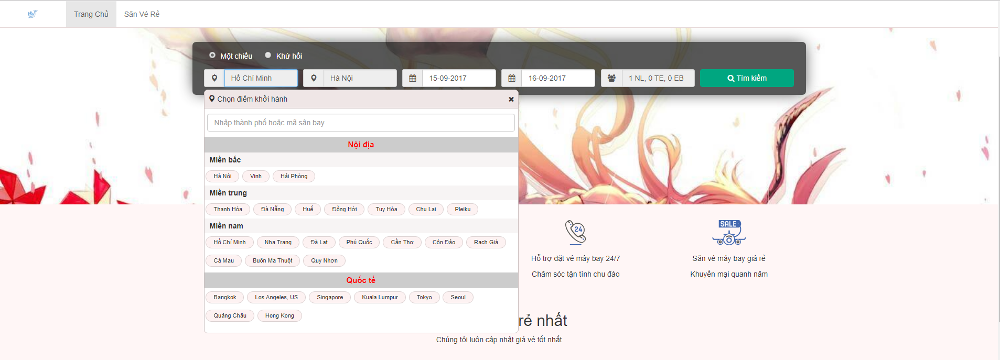 Trang Chủ Săn Vé Rẻ
Một chiều Khứ hồi
Hồ Chí Minh Hà Nội 15-09-2017 16-09-2017 1 NL, 0 TE, 0 EB Tìm kiếm
Chọn điểm khởi hành
Nhập thành phố hoặc mã sân bay
Nội địa
Miền bắc
Hà Nội Vinh Hải Phòng
Miền trung
Thanh Hóa Đà Nẵng Huế Đồng Hới Tuy Hòa Chu Lai Pleiku
Miền nam
Hồ Chí Minh Nha Trang Đà Lạt Phú Quốc Cần Thơ Côn Đảo Rạch Giá
Cà Mau Buôn Ma Thuột Quy Nhơn
Quốc tế
Bangkok Los Angeles, US Singapore Kuala Lumpur Tokyo Seoul
Quảng Châu Hong Kong
24
Hỗ trợ đặt vé máy bay 24/7
Chăm sóc tận tình chu đáo
SALE
Săn vé máy bay giá rẻ
Khuyến mại quanh năm
rẻ nhất
Chúng tôi luôn cập nhật giá vé tốt nhất